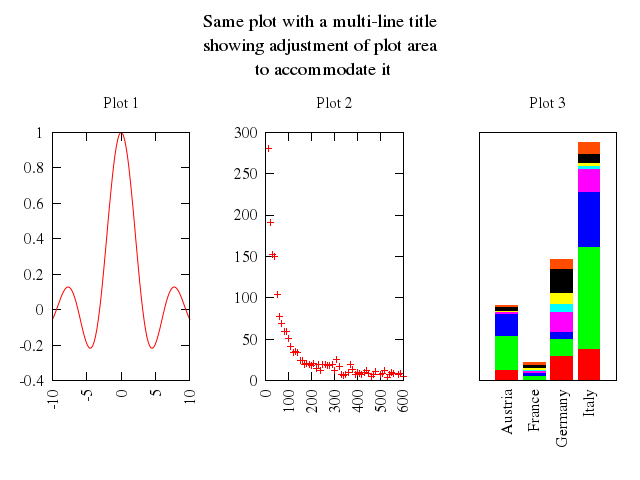 Same plot with a multi-line title
showing adjustment of plot area
to accommodate it
Plot 1
1
0.8
0.6
0.4
0.2
0
-0.2
-0.4
-10
-5
0
5
10
Plot 2
300
250
200
150
100
50
0
0
100
200
300
400
500
600
Plot 3
Austria
France
Germany
Italy